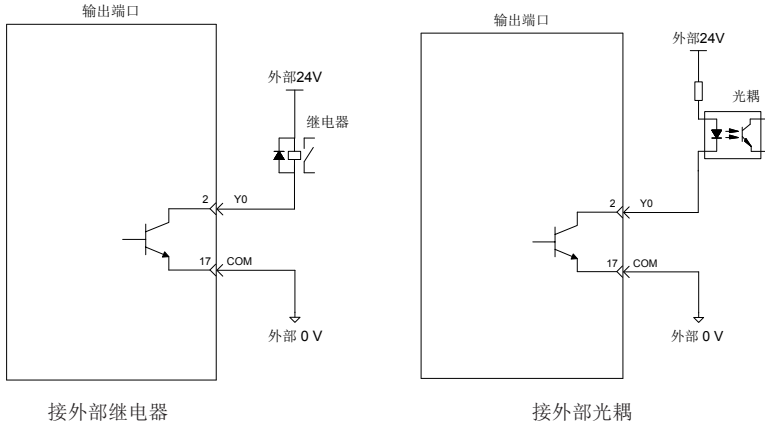 输出端口
外部24V
继电器
2 Y0
17 COM
外部 0 V
接外部继电器
输出端口
外部24V
光耦
2 Y0
17 COM
外部 0 V
接外部光耦